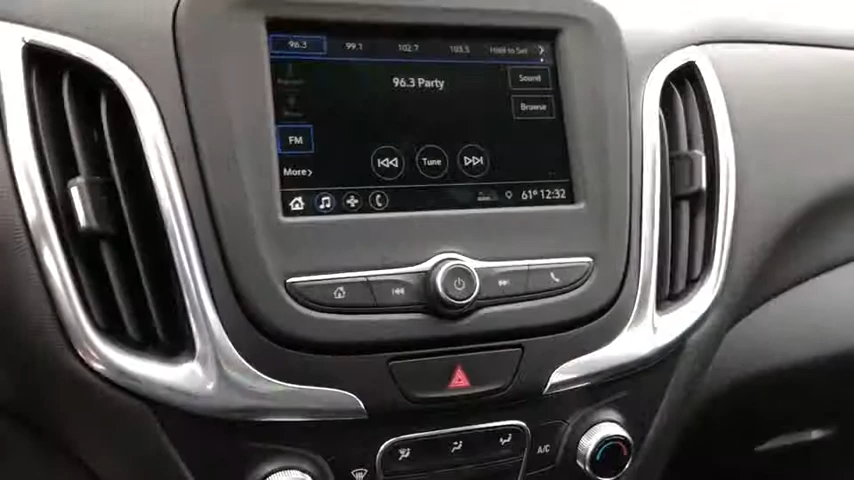 96.3 99.1 102.7 103.5 Hold to Set
96.3 Party
Sound
Browse
FM
Tune
More
61° 12:32
A/C